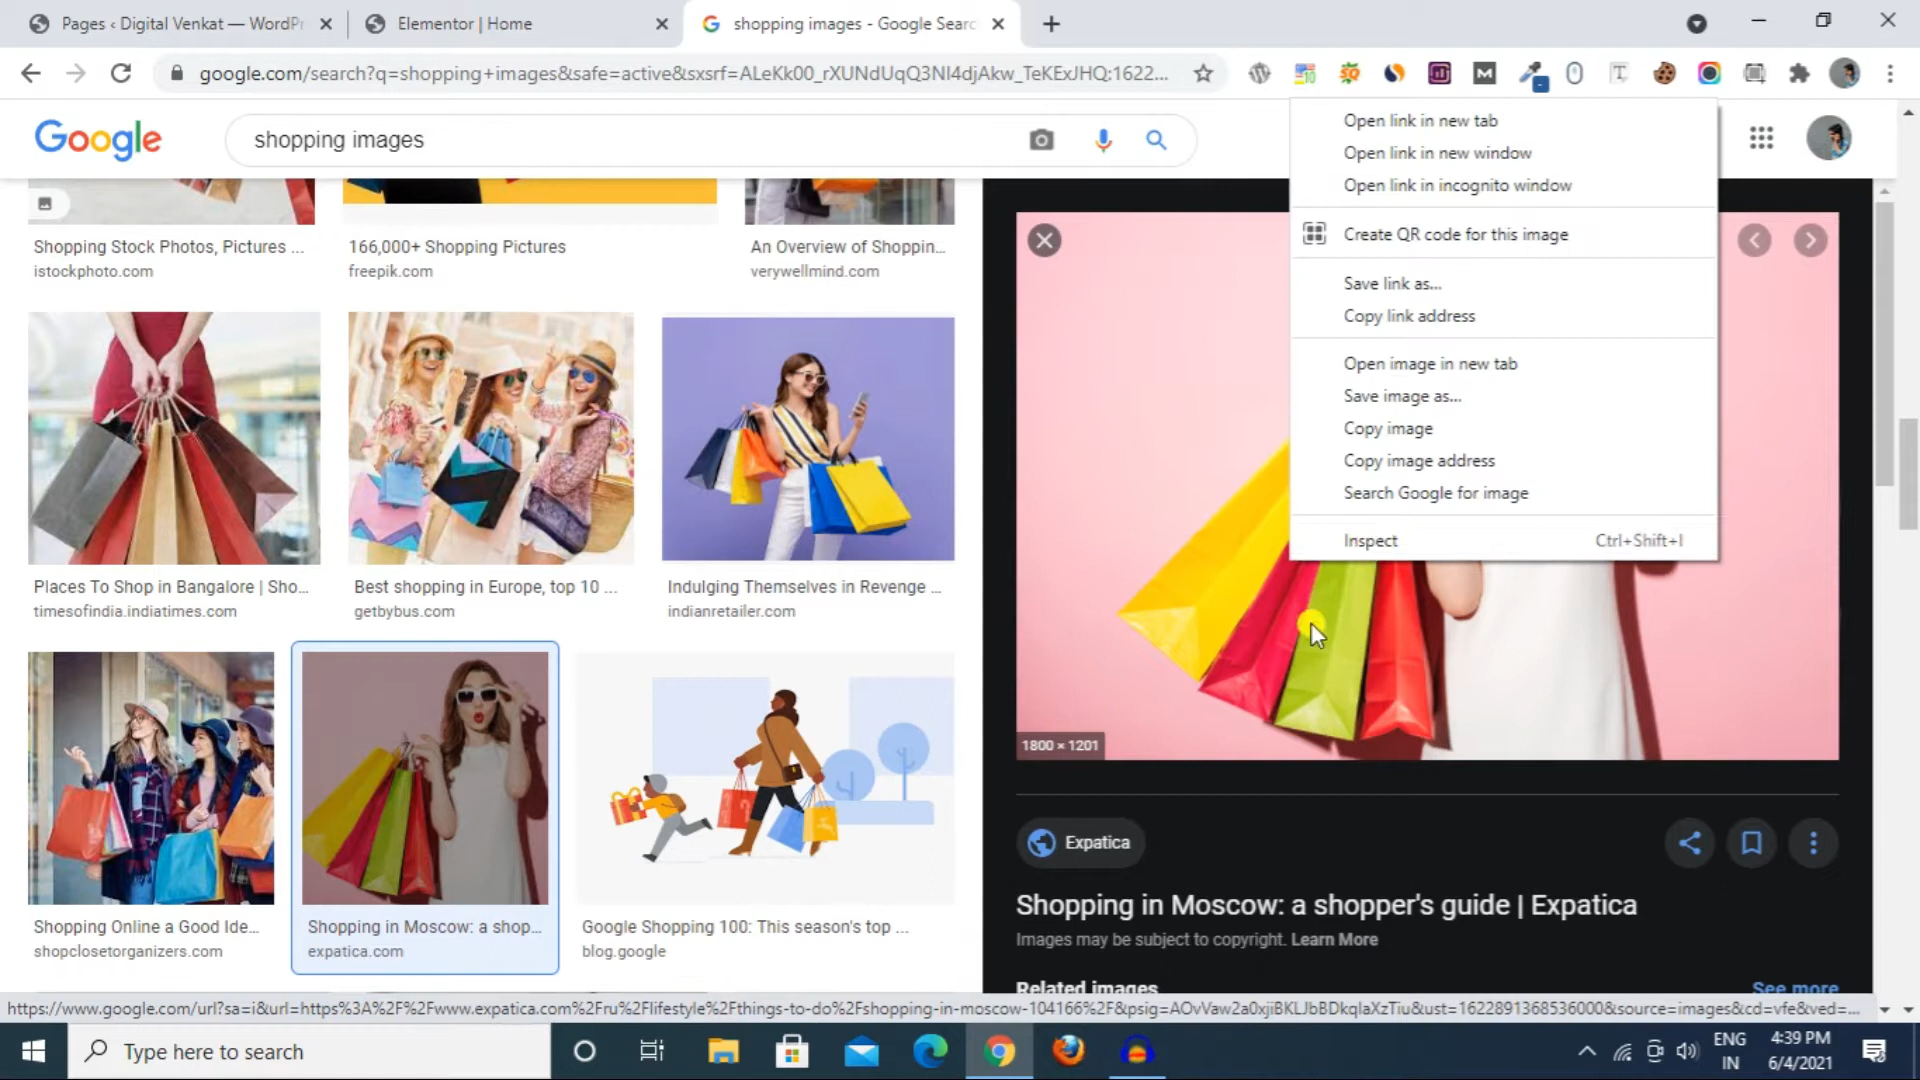 Pages ‹ Digital Venkat — WordPr
Elementor | Home
shopping images - Google Searc
google.com/search?q=shopping+images&safe=active&sxsrf=ALeKk00_rXUNdUqQ3NI4djAkw_TeKExJHQ:1622...
Google
shopping images
Open link in new tab
Open link in new window
Open link in incognito window
Create QR code for this image
Save link as...
Copy link address
Open image in new tab
Save image as...
Copy image
Copy image address
Search Google for image
Inspect Ctrl+Shift+I
Shopping Stock Photos, Pictures ...
istockphoto.com
166,000+ Shopping Pictures
freepik.com
An Overview of Shoppin...
verywellmind.com
Places To Shop in Bangalore | Sho...
timesofindia.indiatimes.com
Best shopping in Europe, top 10 ...
getbybus.com
Indulging Themselves in Revenge ...
indianretailer.com
Shopping Online a Good Ide...
shopclosetorganizers.com
Shopping in Moscow: a shop...
expatica.com
Google Shopping 100: This season's top ...
blog.google
1800 × 1201
Expatica
Shopping in Moscow: a shopper's guide | Expatica
Images may be subject to copyright. Learn More
Related images
See more
https://www.google.com/url?sa=i&url=https%3A%2F%2Fwww.expatica.com%2Fru%2Flifestyle%2Fthings-to-do%2Fshopping-in-moscow-104166%2F&psig=AOvVaw2a0xjiBKLJbBDkqlaXzTiu&ust=1622891368536000&source=images&cd=vfe&ved=...
Type here to search
ENG
IN
4:39 PM
6/4/2021